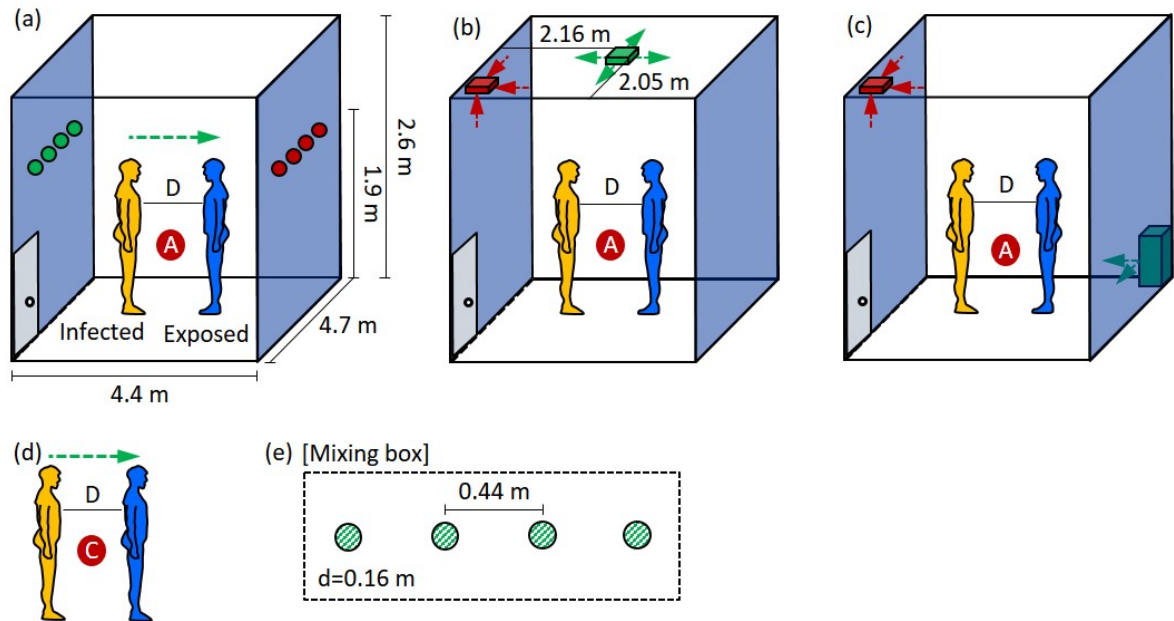 (a)
2.6 m
1.9 m
D
A
Infected
Exposed
4.7 m
4.4 m
(b)
2.16 m
2.05 m
D
A
(c)
D
A
(d)
D
C
(e) [Mixing box]
0.44 m
d=0.16 m